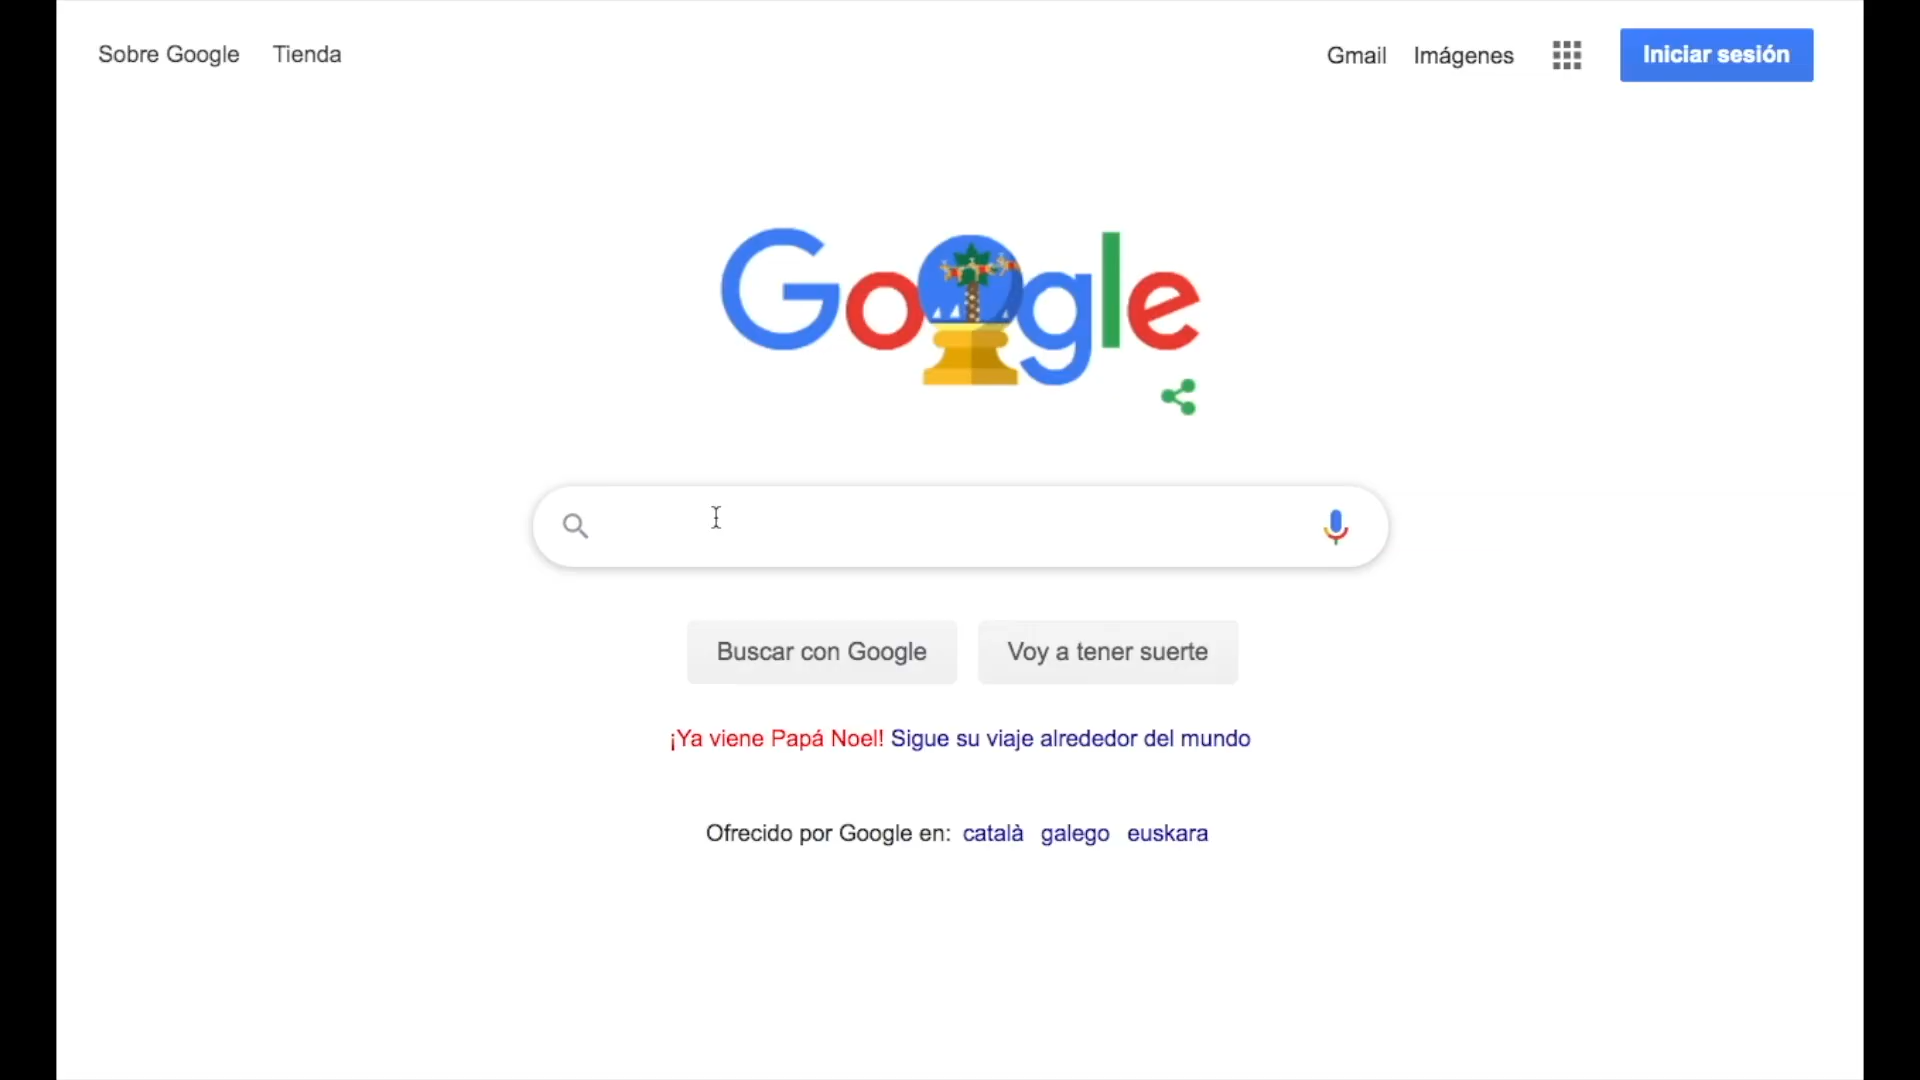 Sobre Google Tienda Gmail Imágenes Iniciar sesión
Google
Buscar con Google Voy a tener suerte
¡Ya viene Papá Noel! Sigue su viaje alrededor del mundo
Ofrecido por Google en: català galego euskara